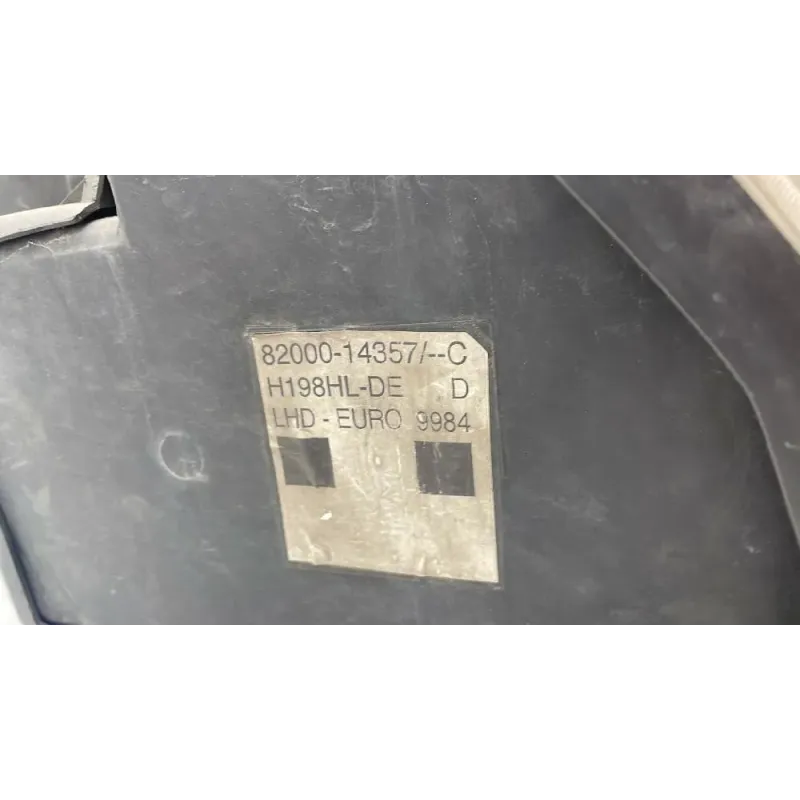 82000-14357/--C
H198HL-DE D
LHD - EURO 9984